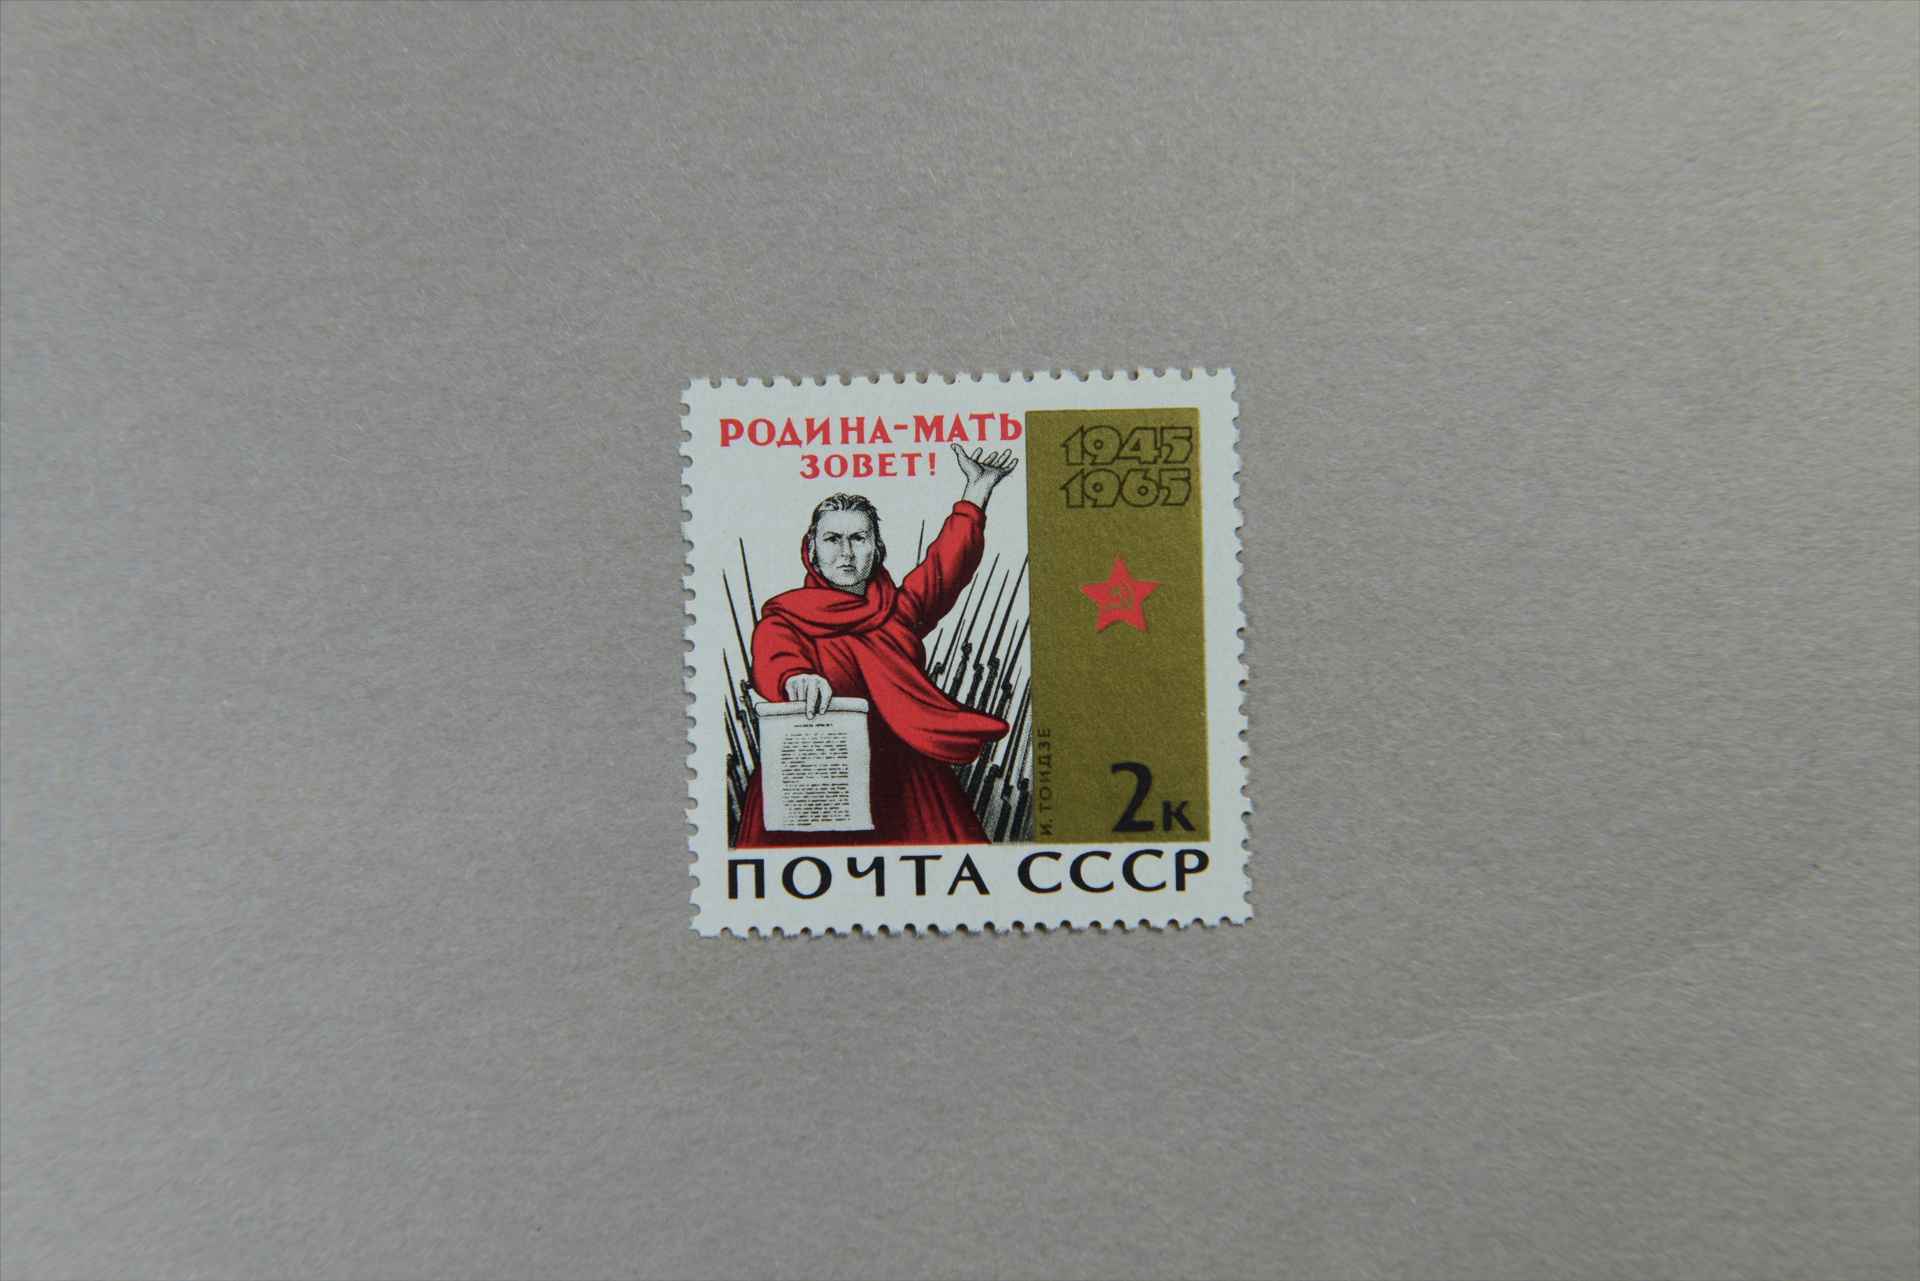 РОДИНА-МАТЬ
ЗОВЕТ!
1945
1965
И. ТОИДЗЕ
2к
ПОЧТА СССР